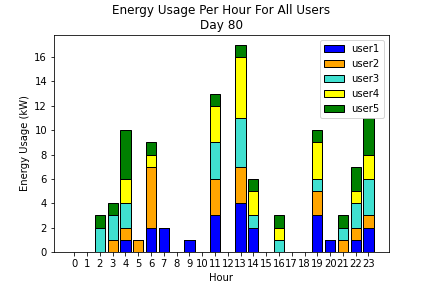 Energy Usage Per Hour For All Users
Day 80
user1
user2
user3
user4
user5
16
14
12
10
8
6
4
2
0
Energy Usage (kW)
0 1 2 3 4 5 6 7 8 9 10 11 12 13 14 15 16 17 18 19 20 21 22 23
Hour